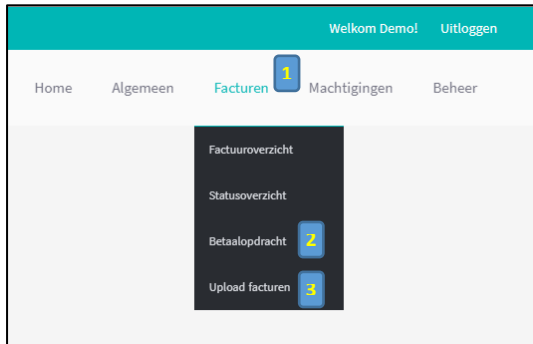 Welkom Demo! Uitloggen
Home Algemeen Facturen 1 Machtigingen Beheer
Factuuroverzicht
Statusoverzicht
Betaalopdracht 2
Upload facturen 3